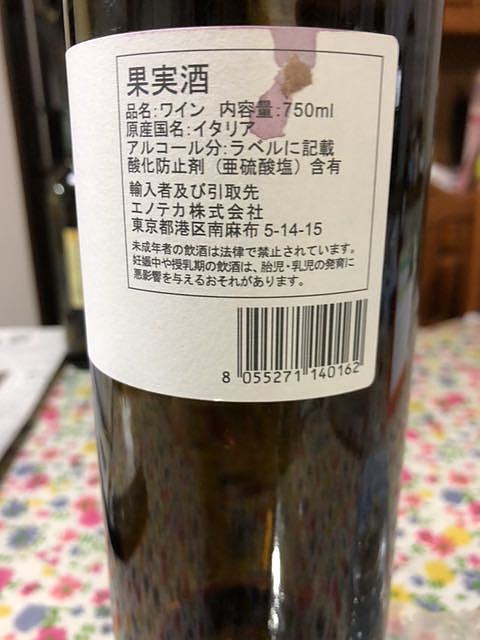 果実酒
品名:ワイン 内容量:750ml
原産国名:イタリア
アルコール分:ラベルに記載
酸化防止剤(亜硫酸塩)含有
輸入者及び引取先
エノテカ株式会社
東京都港区南麻布 5-14-15
未成年者の飲酒は法律で禁止されています。
妊娠中や授乳期の飲酒は、胎児・乳児の発育に
悪影響を与えるおそれがあります。
8 055271 140162